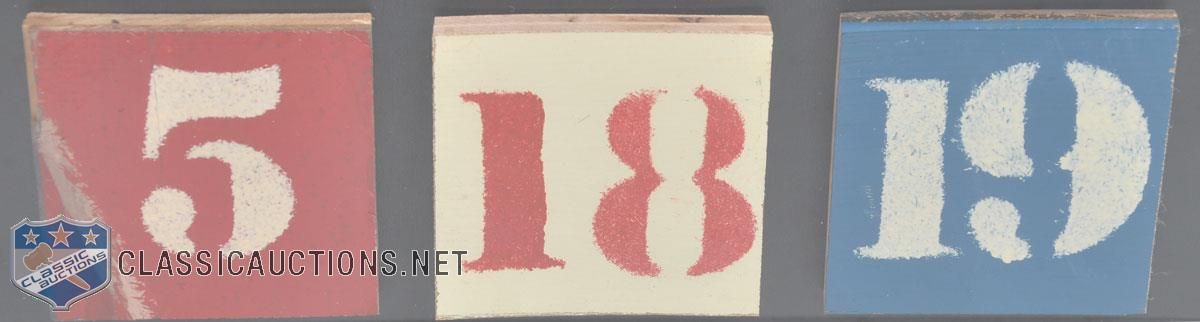 5 18 19
CLASSIC
AUCTIONS
CLASSICAUCTIONS.NET